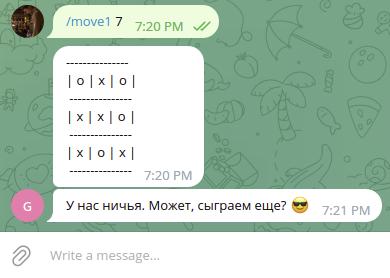 /move1 7 7:20 PM
---------------
| o | x | o |
---------------
| x | x | o |
---------------
| x | o | x |
---------------
7:20 PM
G
У нас ничья. Может, сыграем еще? 😎 7:21 PM
Write a message...